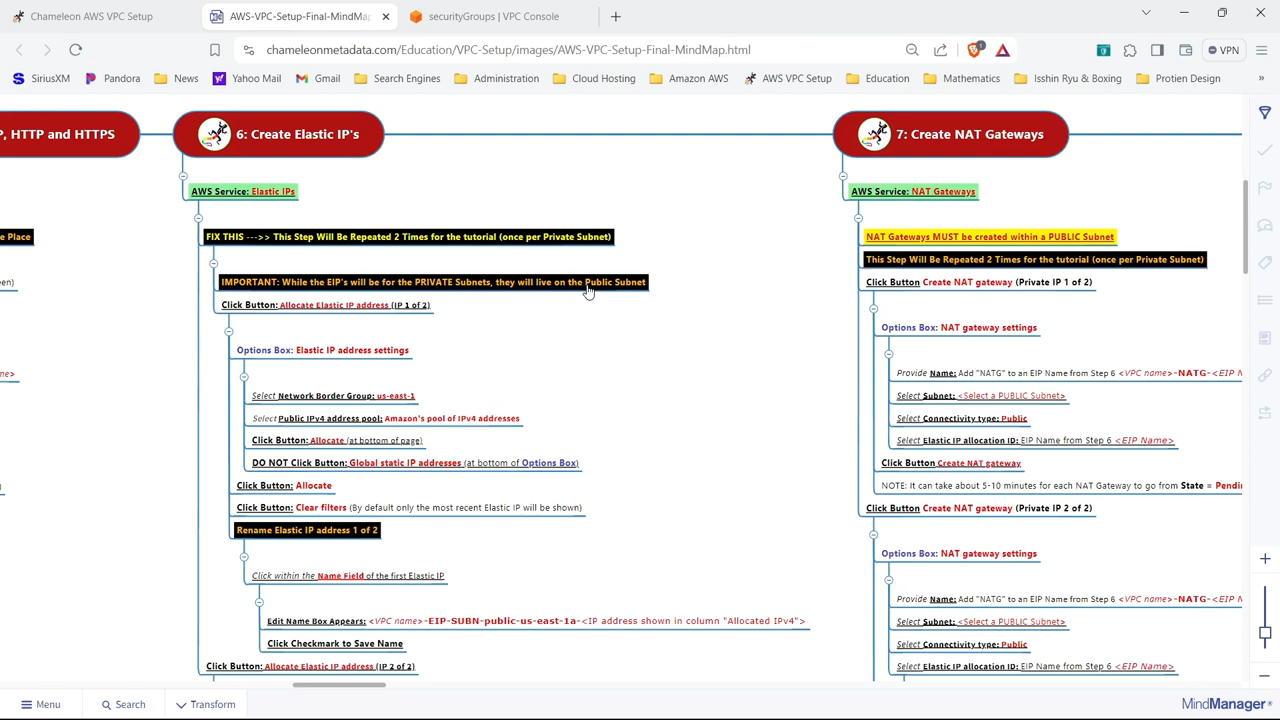 Chameleon AWS VPC Setup
AWS-VPC-Setup-Final-MindMap
securityGroups | VPC Console
chameleonmetadata.com/Education/VPC-Setup/images/AWS-VPC-Setup-Final-MindMap.html
VPN
SiriusXM
Pandora
News
Yahoo Mail
Gmail
Search Engines
Administration
Cloud Hosting
Amazon AWS
AWS VPC Setup
Education
Mathematics
Isshin Ryu & Boxing
Protien Design
P, HTTP and HTTPS
6: Create Elastic IP's
7: Create NAT Gateways
AWS Service: Elastic IPs
AWS Service: NAT Gateways
e Place
FIX THIS --->> This Step Will Be Repeated 2 Times for the tutorial (once per Private Subnet)
NAT Gateways MUST be created within a PUBLIC Subnet
This Step Will Be Repeated 2 Times for the tutorial (once per Private Subnet)
een)
IMPORTANT: While the EIP's will be for the PRIVATE Subnets, they will live on the Public Subnet
Click Button Create NAT gateway (Private IP 1 of 2)
Click Button: Allocate Elastic IP address (IP 1 of 2)
Options Box: NAT gateway settings
Options Box: Elastic IP address settings
me>
Provide Name: Add "NATG" to an EIP Name from Step 6 <VPC name>-NATG-<EIP N
Select Network Border Group: us-east-1
Select Subnet: <Select a PUBLIC Subnet>
Select Public IPv4 address pool: Amazon's pool of IPv4 addresses
Select Connectivity type: Public
Click Button: Allocate (at bottom of page)
Select Elastic IP allocation ID: EIP Name from Step 6 <EIP Name>
DO NOT Click Button: Global static IP addresses (at bottom of Options Box)
Click Button Create NAT gateway
)
Click Button: Allocate
NOTE: It can take about 5-10 minutes for each NAT Gateway to go from State = Pendin
Click Button: Clear filters (By default only the most recent Elastic IP will be shown)
Click Button Create NAT gateway (Private IP 2 of 2)
Rename Elastic IP address 1 of 2
Options Box: NAT gateway settings
Click within the Name Field of the first Elastic IP
Provide Name: Add "NATG" to an EIP Name from Step 6 <VPC name>-NATG-<EIP N
Edit Name Box Appears: <VPC name>-EIP-SUBN-public-us-east-1a-<IP address shown in column "Allocated IPv4">
Select Subnet: <Select a PUBLIC Subnet>
Click Checkmark to Save Name
Select Connectivity type: Public
Click Button: Allocate Elastic IP address (IP 2 of 2)
Select Elastic IP allocation ID: EIP Name from Step 6 <EIP Name>
Menu
Search
Transform
MindManager